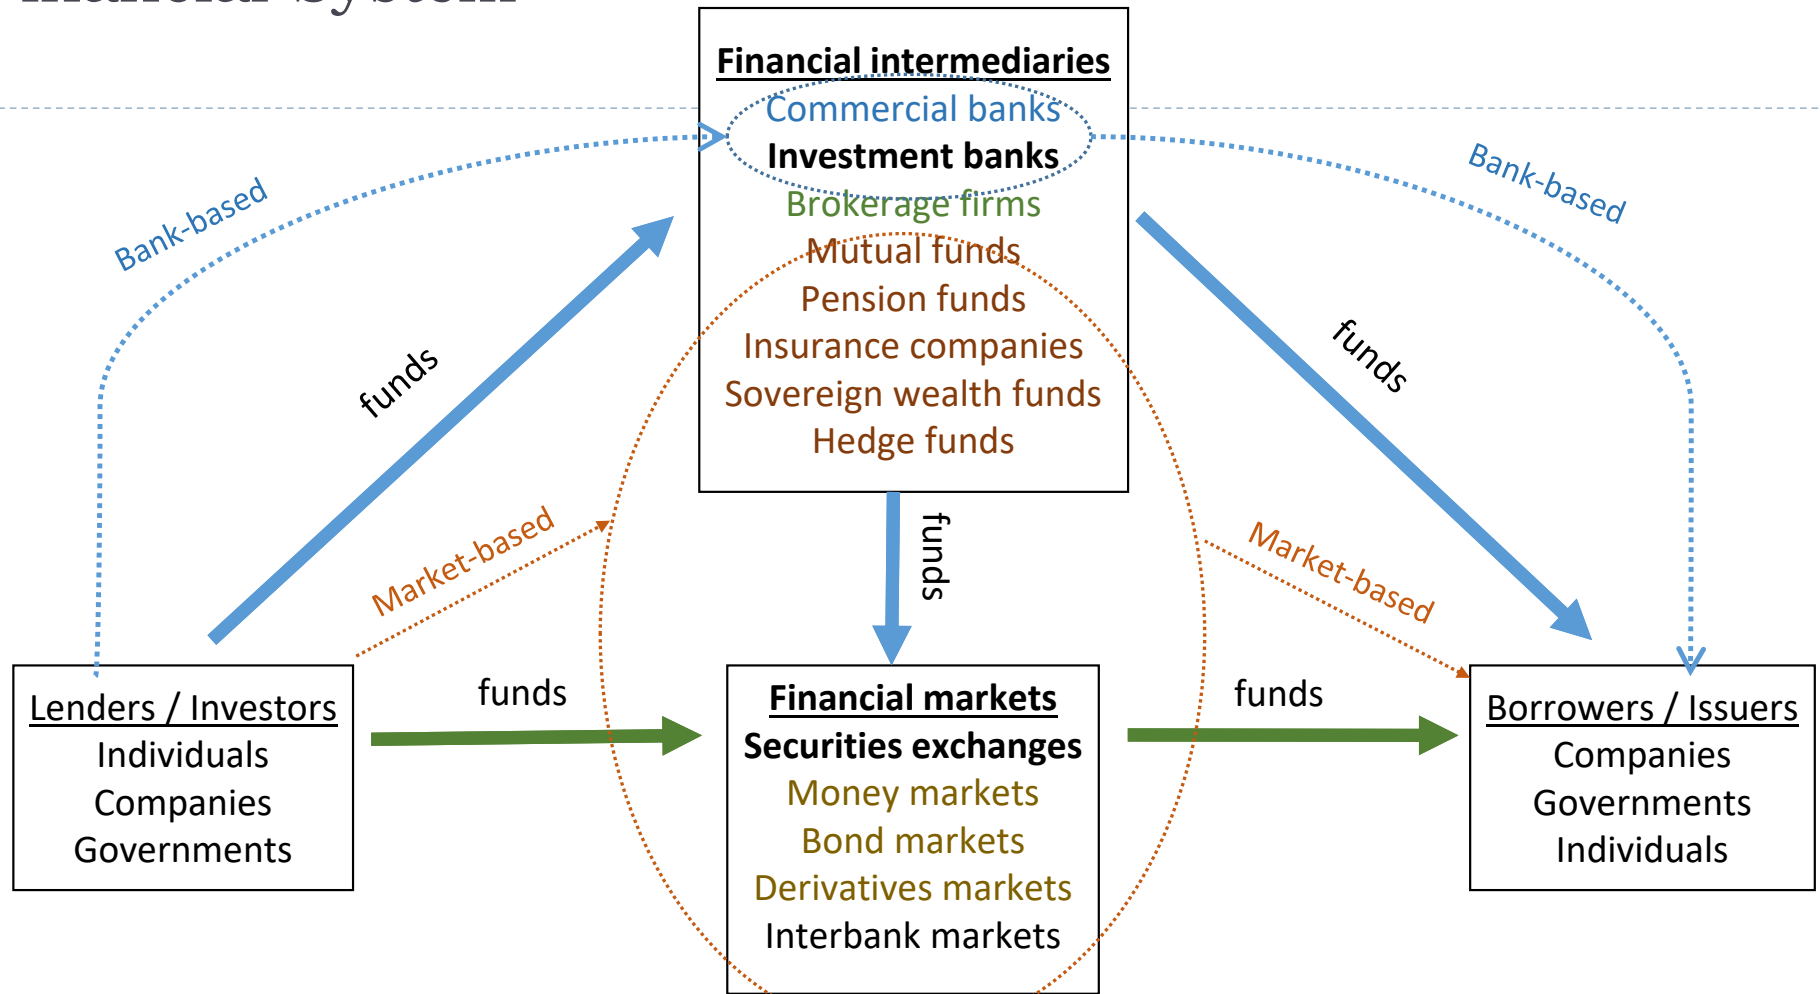 System
Financial intermediaries
Commercial banks
Investment banks
Brokerage firms
Mutual funds
Pension funds
Insurance companies
Sovereign wealth funds
Hedge funds
Bank-based
Bank-based
funds
funds
funds
Market-based
Market-based
Lenders / Investors
Individuals
Companies
Governments
funds
Financial markets
Securities exchanges
Money markets
Bond markets
Derivatives markets
Interbank markets
funds
Borrowers / Issuers
Companies
Governments
Individuals